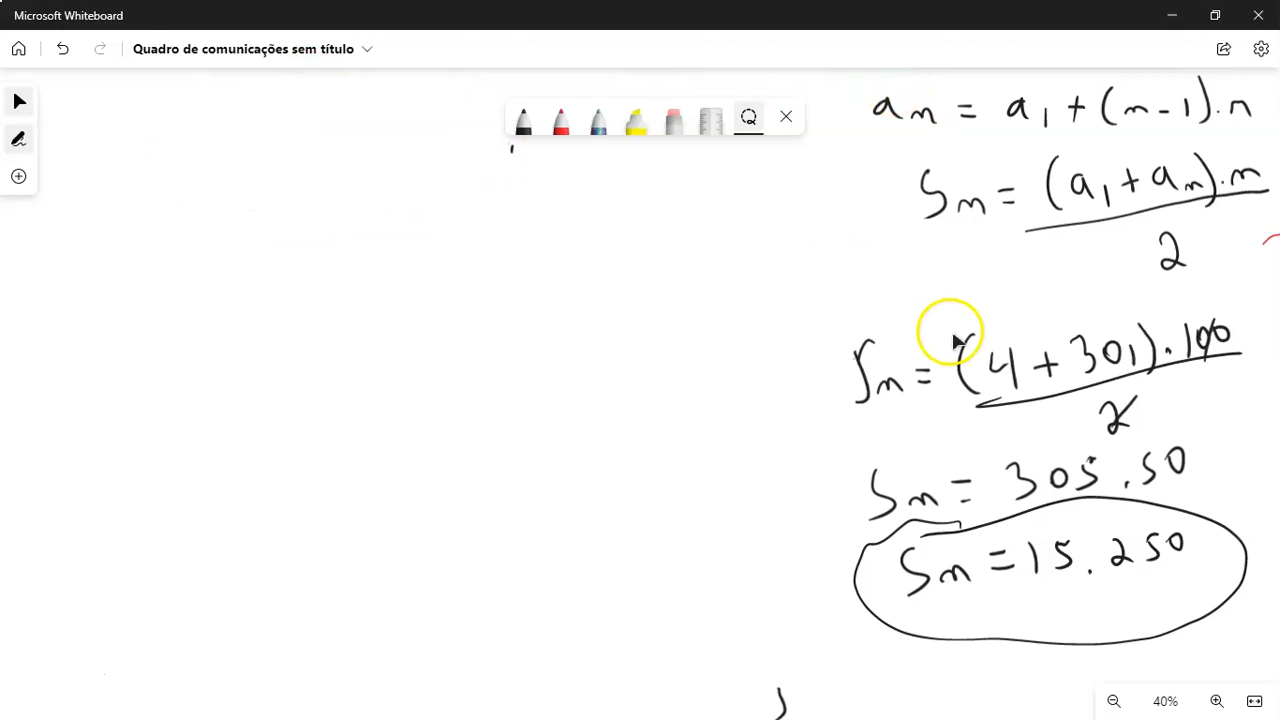 Microsoft Whiteboard
Quadro de comunicações sem título
an = a1 + (n-1).r
Sn = (a1 + an).n
2
Sn = (4 + 301).100
2
Sn = 305.50
Sn = 15.250
40%